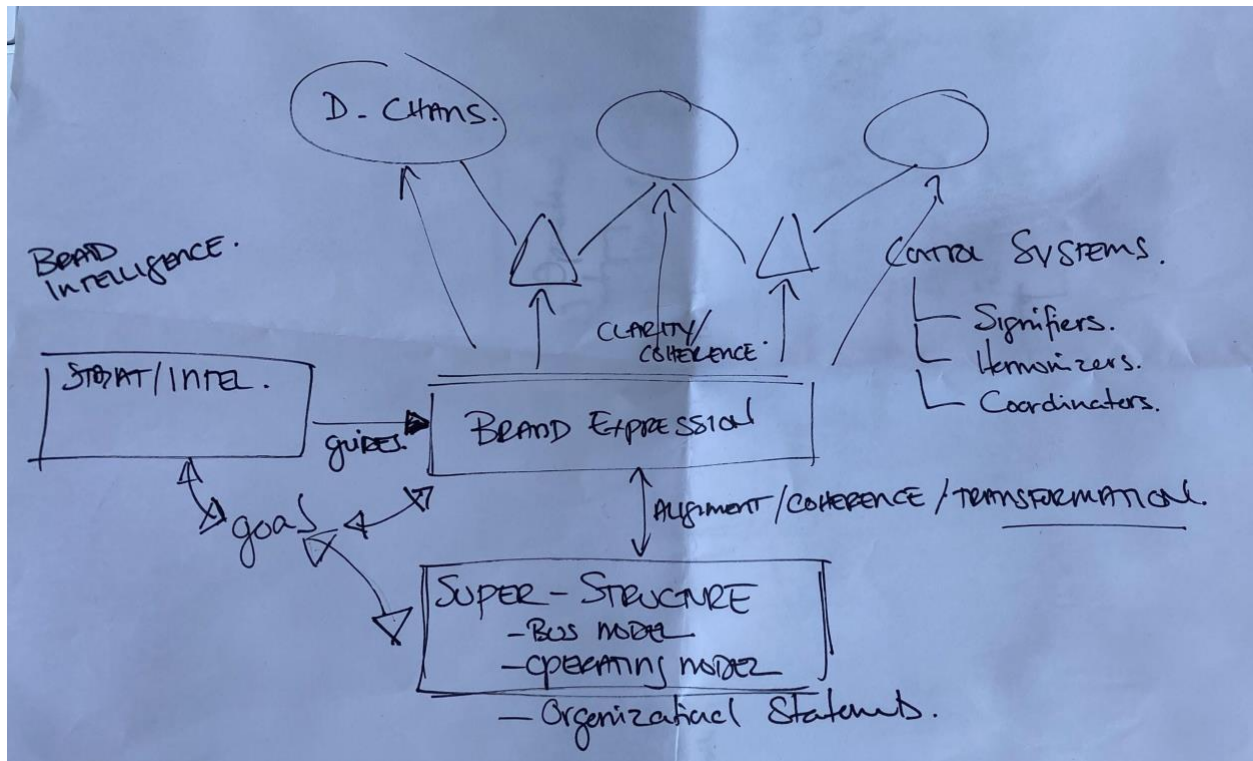 D - CHANS.
BRAND
INTELLIGENCE.
CONTROL SYSTEMS.
Signifiers.
Harmonizers.
Coordinators.
CLARITY/
COHERENCE.
STRAT/INTEL.
guides.
BRAND EXPRESSION
goals
ALIGNMENT/COHERENCE/TRANSFORMATION.
SUPER-STRUCTURE
- BUS MODEL
- OPERATING MODEL
- Organizational Statements.